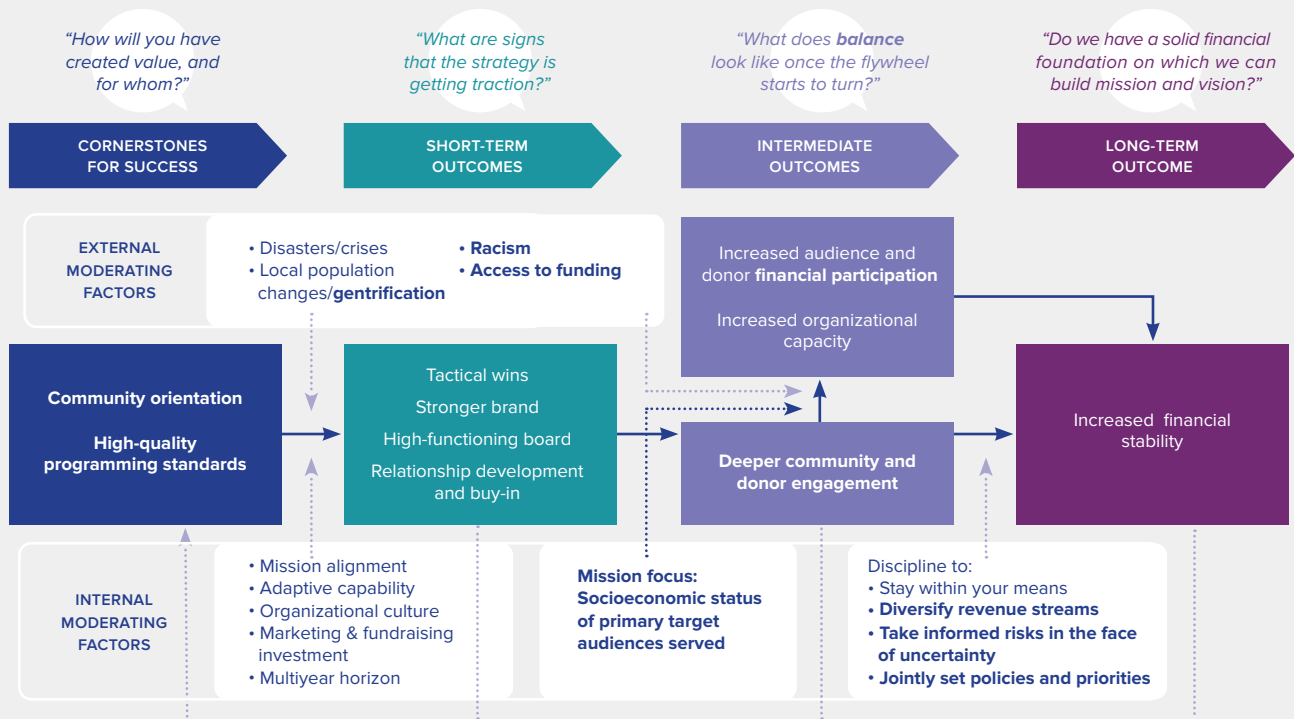 “How will you have
created value, and
for whom?”
“What are signs
that the strategy is
getting traction?”
“What does balance
look like once the flywheel
starts to turn?”
“Do we have a solid financial
foundation on which we can
build mission and vision?”
CORNERSTONES
FOR SUCCESS
SHORT-TERM
OUTCOMES
INTERMEDIATE
OUTCOMES
LONG-TERM
OUTCOME
EXTERNAL
MODERATING
FACTORS
• Disasters/crises
• Local population
changes/gentrification
• Racism
• Access to funding
Increased audience and
donor financial participation
Increased organizational
capacity
Community orientation
High-quality
programming standards
Tactical wins
Stronger brand
High-functioning board
Relationship development
and buy-in
Deeper community and
donor engagement
Increased financial
stability
INTERNAL
MODERATING
FACTORS
• Mission alignment
• Adaptive capability
• Organizational culture
• Marketing & fundraising
investment
• Multiyear horizon
Mission focus:
Socioeconomic status
of primary target
audiences served
Discipline to:
• Stay within your means
• Diversify revenue streams
• Take informed risks in the face
of uncertainty
• Jointly set policies and priorities